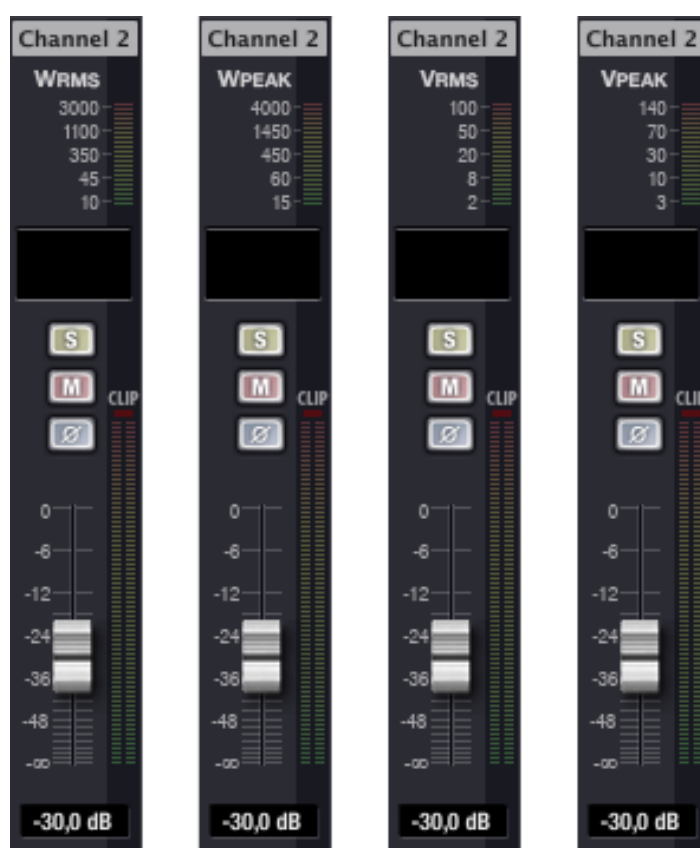 Channel 2
WRMS
3000
1100
350
45
10
S
M
CLIP
Ø
0
-6
-12
-24
-36
-48
-∞
-30,0 dB
Channel 2
WPEAK
4000
1450
450
60
15
S
M
CLIP
Ø
0
-6
-12
-24
-36
-48
-∞
-30,0 dB
Channel 2
VRMS
100
50
20
8
2
S
M
CLIP
Ø
0
-6
-12
-24
-36
-48
-∞
-30,0 dB
Channel 2
VPEAK
140
70
30
10
3
S
M
CLIP
Ø
0
-6
-12
-24
-36
-48
-∞
-30,0 dB